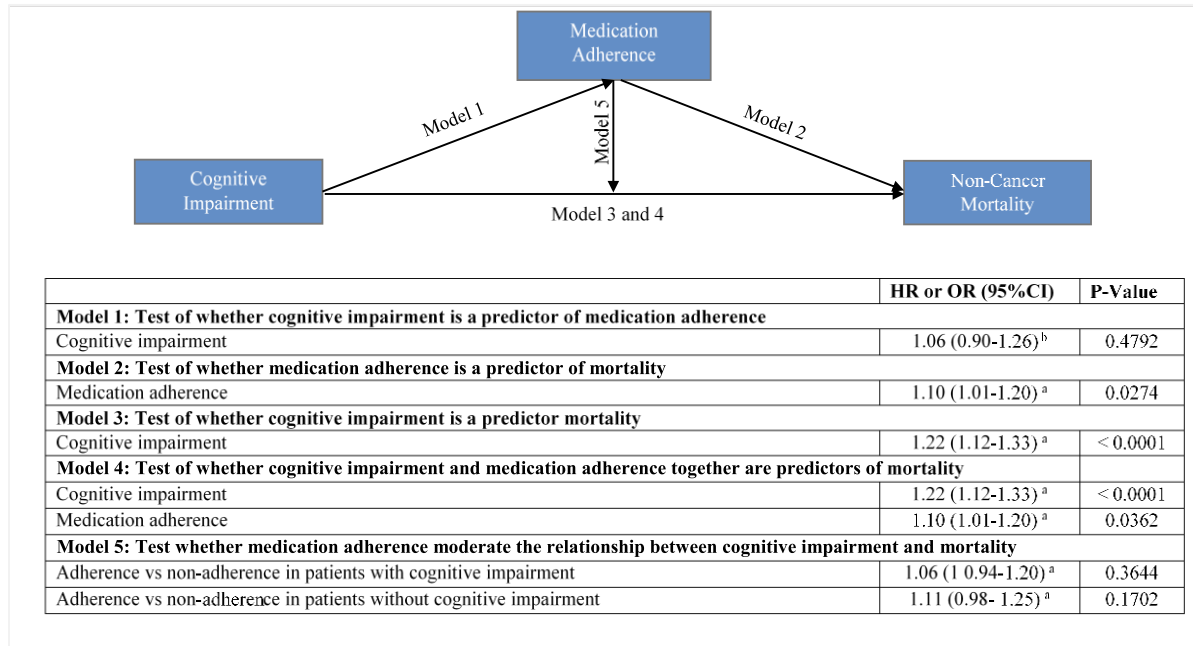 Medication
Adherence
Model 1
Model 5
Model 2
Cognitive
Impairment
Non-Cancer
Mortality
Model 3 and 4
HR or OR (95%CI) P-Value
Model 1: Test of whether cognitive impairment is a predictor of medication adherence
Cognitive impairment 1.06 (0.90-1.26) b 0.4792
Model 2: Test of whether medication adherence is a predictor of mortality
Medication adherence 1.10 (1.01-1.20) a 0.0274
Model 3: Test of whether cognitive impairment is a predictor mortality
Cognitive impairment 1.22 (1.12-1.33) a < 0.0001
Model 4: Test of whether cognitive impairment and medication adherence together are predictors of mortality
Cognitive impairment 1.22 (1.12-1.33) a < 0.0001
Medication adherence 1.10 (1.01-1.20) a 0.0362
Model 5: Test whether medication adherence moderate the relationship between cognitive impairment and mortality
Adherence vs non-adherence in patients with cognitive impairment 1.06 (1 0.94-1.20) a 0.3644
Adherence vs non-adherence in patients without cognitive impairment 1.11 (0.98- 1.25) a 0.1702